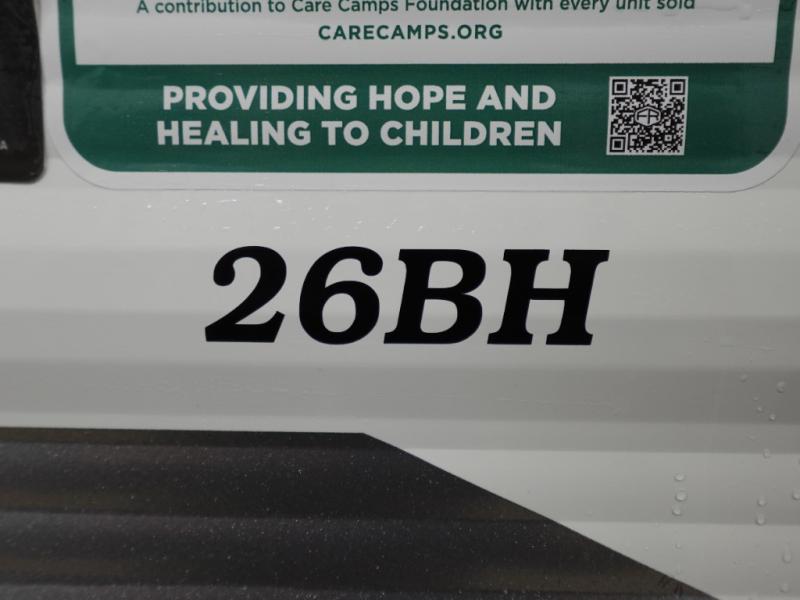 A contribution to Care Camps Foundation with every unit sold
CARECAMPS.ORG
PROVIDING HOPE AND
HEALING TO CHILDREN
26BH